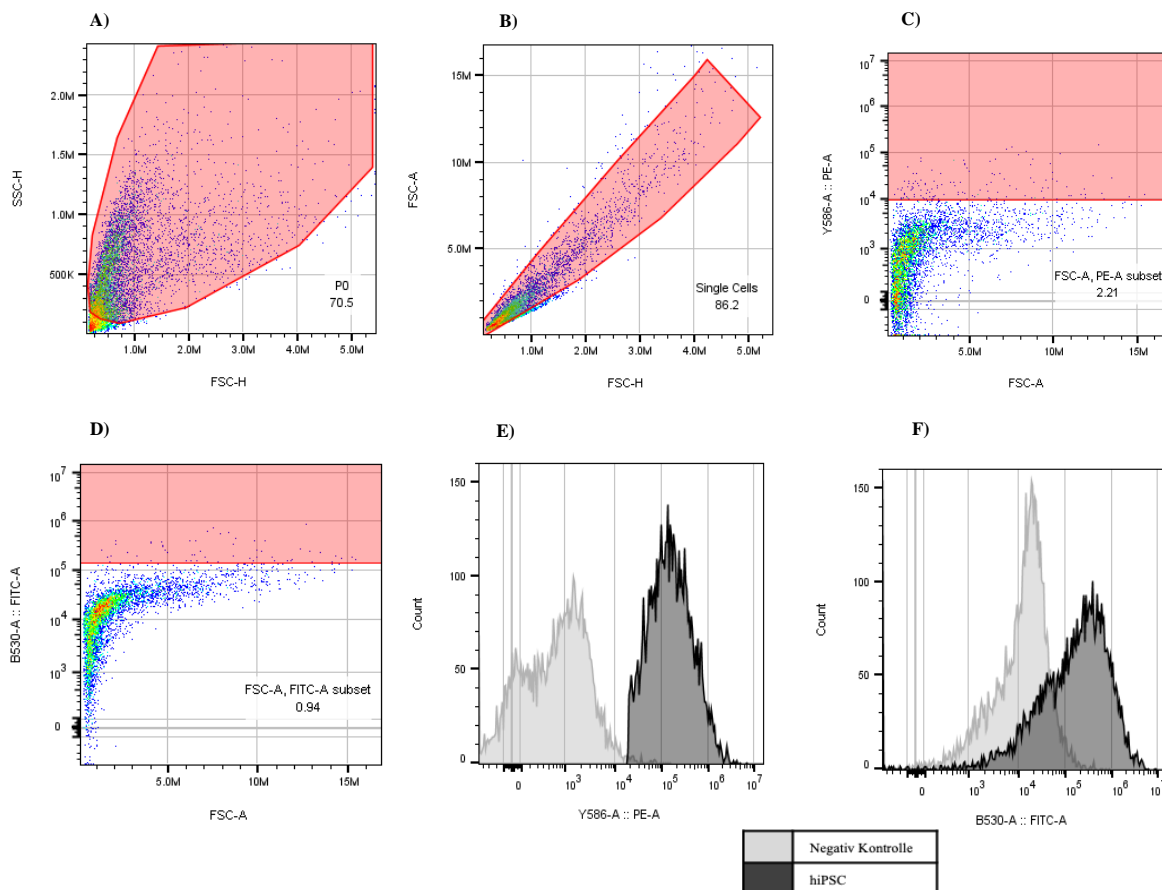 A)
SSC-H
2.0M
1.5M
1.0M
500K
P0
70.5
1.0M 2.0M 3.0M 4.0M 5.0M
FSC-H
B)
FSC-A
15M
10M
5.0M
Single Cells
86.2
1.0M 2.0M 3.0M 4.0M 5.0M
FSC-H
C)
Y586-A :: PE-A
10^7
10^6
10^5
10^4
10^3
0
FSC-A, PE-A subset
2.21
5.0M 10M 15M
FSC-A
D)
B530-A :: FITC-A
10^7
10^6
10^5
10^4
10^3
0
FSC-A, FITC-A subset
0.94
5.0M 10M 15M
FSC-A
E)
Count
150
100
50
0
0 10^3 10^4 10^5 10^6 10^7
Y586-A :: PE-A
F)
Count
150
100
50
0
0 10^3 10^4 10^5 10^6
B530-A :: FITC-A
Negativ Kontrolle
hiPSC